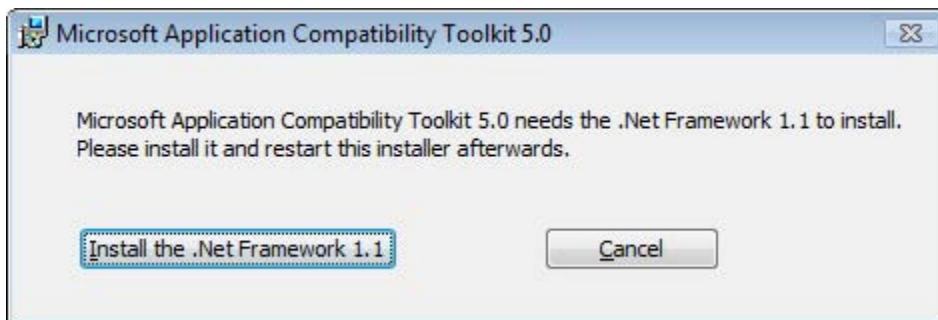 Microsoft Application Compatibility Toolkit 5.0
Microsoft Application Compatibility Toolkit 5.0 needs the .Net Framework 1.1 to install.
Please install it and restart this installer afterwards.
Install the .Net Framework 1.1
Cancel